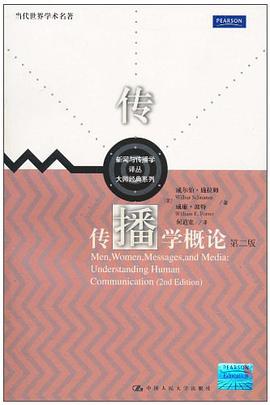 当代世界学术名著
PEARSON
传
新闻与传播学
译丛
大师经典系列
[美]
威尔伯·施拉姆
Wilbur Schramm
威廉·波特
William E. Porter
著
何道宽 / 译
传播学概论 第二版
Men, Women, Messages, and Media:
Understanding Human
Communication (2nd Edition)
PEARSON
Education
中国人民大学出版社